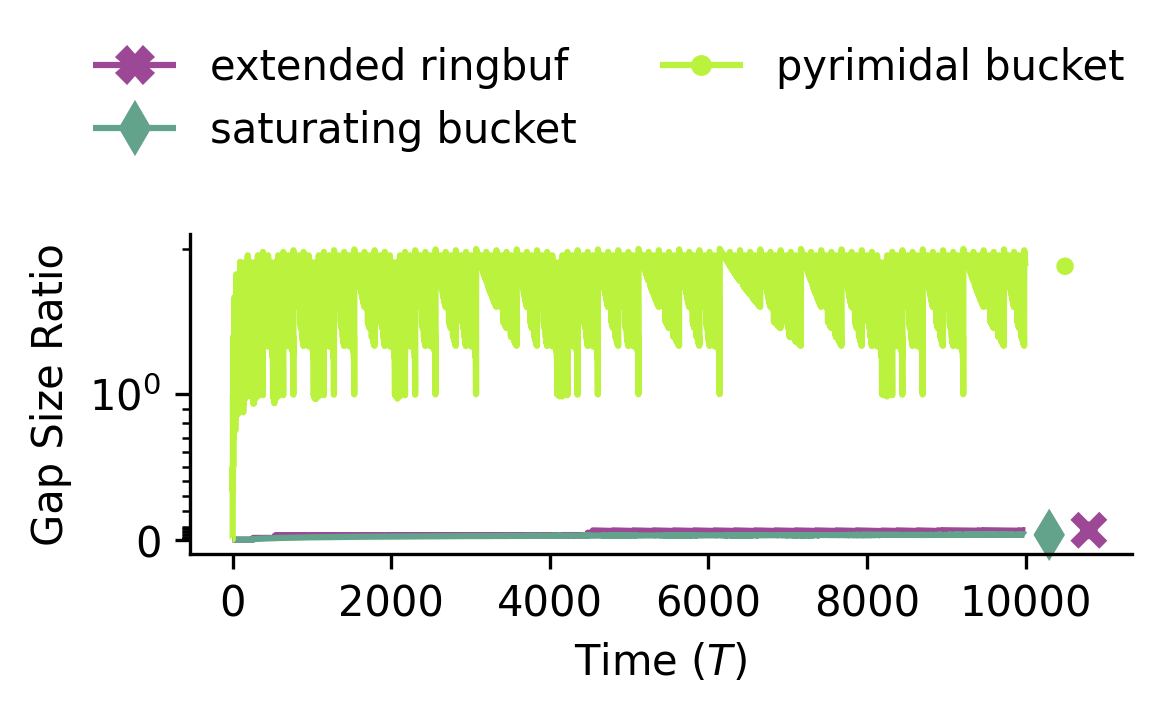 extended ringbuf
pyrimidal bucket
saturating bucket
Gap Size Ratio
10⁰
0
0 2000 4000 6000 8000 10000
Time (T)